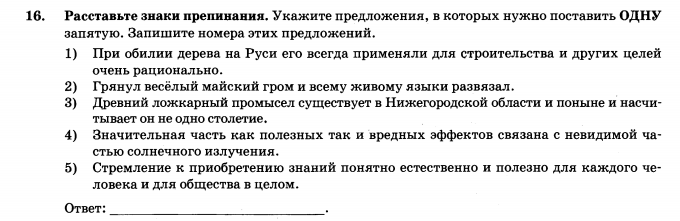 16. Расставьте знаки препинания. Укажите предложения, в которых нужно поставить ОДНУ
запятую. Запишите номера этих предложений.
1) При обилии дерева на Руси его всегда применяли для строительства и других целей
очень рационально.
2) Грянул весёлый майский гром и всему живому языки развязал.
3) Древний ложкарный промысел существует в Нижегородской области и поныне и насчи-
тывает он не одно столетие.
4) Значительная часть как полезных так и вредных эффектов связана с невидимой ча-
стью солнечного излучения.
5) Стремление к приобретению знаний понятно естественно и полезно для каждого че-
ловека и для общества в целом.
Ответ: ____________________________.